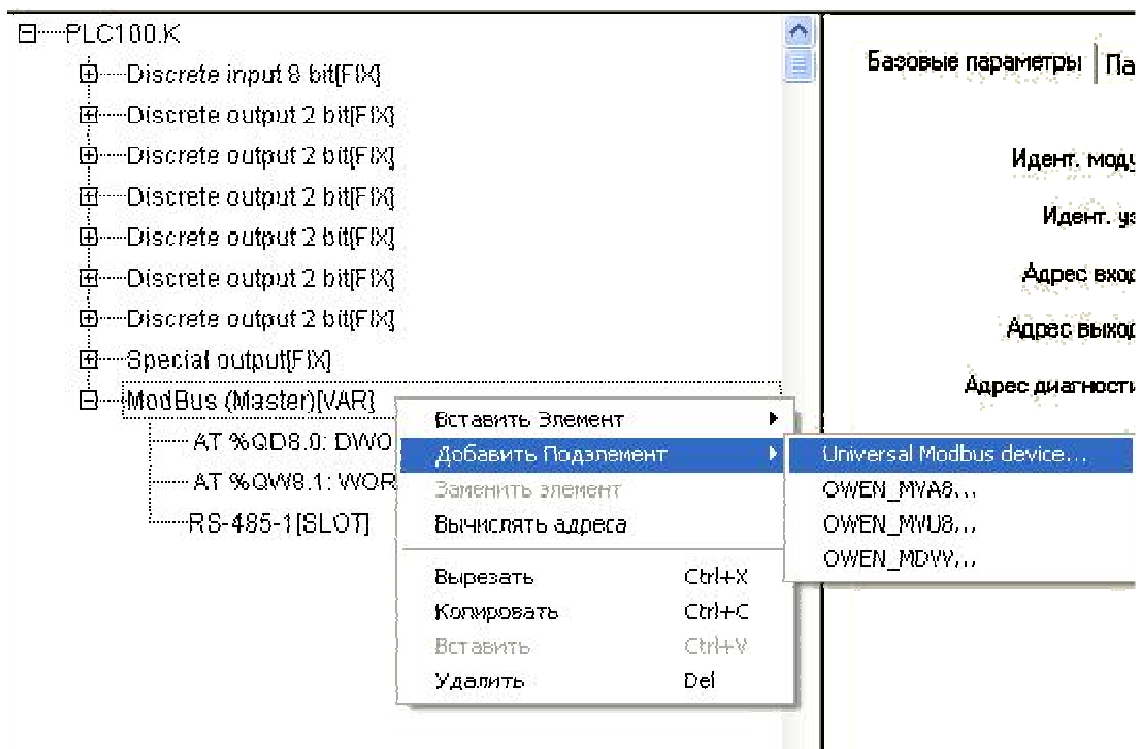 PLC100.K
Discrete input 8 bit[FIX]
Discrete output 2 bit[FIX]
Discrete output 2 bit[FIX]
Discrete output 2 bit[FIX]
Discrete output 2 bit[FIX]
Discrete output 2 bit[FIX]
Discrete output 2 bit[FIX]
Special output[FIX]
ModBus (Master)[VAR]
AT %QD8.0: DWO
AT %QW8.1: WOR
RS-485-1[SLOT]
Вставить Элемент
Добавить Подэлемент
Заменить элемент
Вычислять адреса
Вырезать Ctrl+X
Копировать Ctrl+C
Вставить Ctrl+V
Удалить Del
Universal Modbus device...
OWEN_MVA8...
OWEN_MVU8...
OWEN_MDVV...
Базовые параметры Па
Идент. моду
Идент. уз
Адрес вход
Адрес выход
Адрес диагности